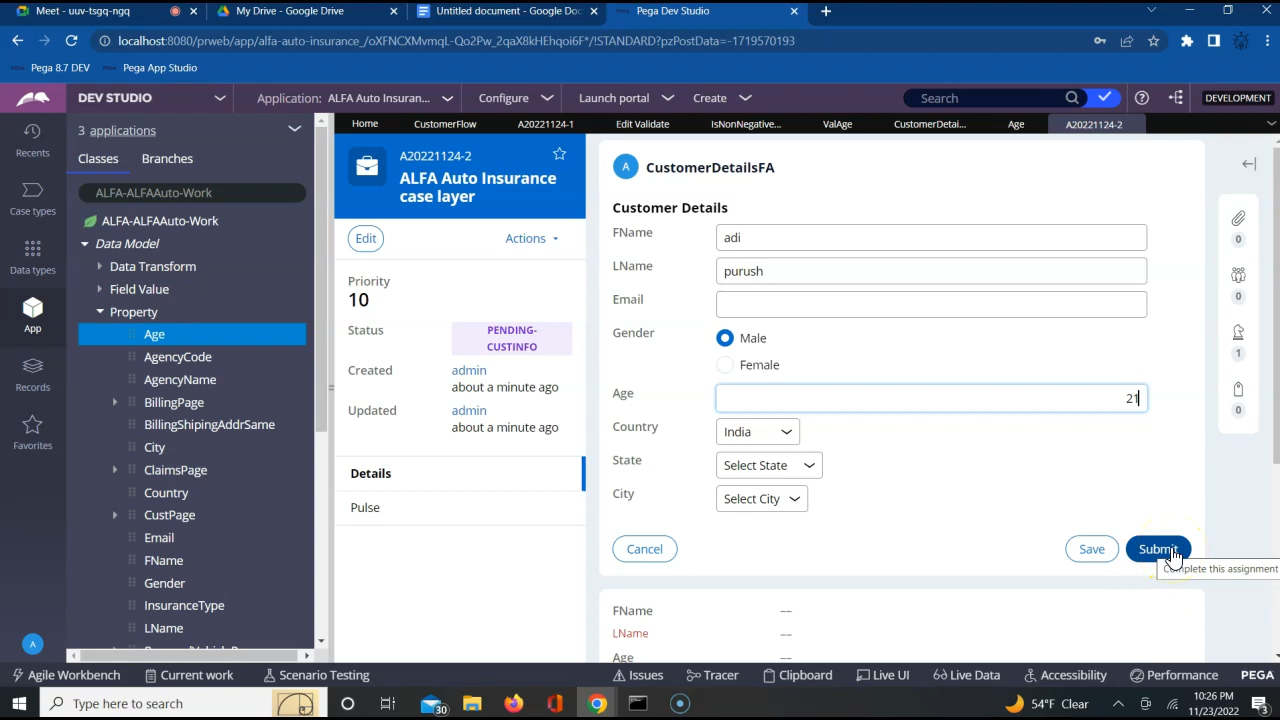 Meet - uuv-tsgq-ngq
My Drive - Google Drive
Untitled document - Google Doc
Pega Dev Studio
localhost:8080/prweb/app/alfa-auto-insurance_/oXFNCXMvmqL-Qo2Pw_2qaX8kHEhqoi6F*/!STANDARD?pzPostData=-1719570193
Pega 8.7 DEV
Pega App Studio
DEV STUDIO
Application: ALFA Auto Insuran...
Configure
Launch portal
Create
Search
DEVELOPMENT
Home
CustomerFlow
A20221124-1
Edit Validate
IsNonNegative...
ValAge
CustomerDetai...
Age
A20221124-2
Recents
Case types
Data types
App
Records
Favorites
A
3 applications
Classes
Branches
ALFA-ALFAAuto-Work
ALFA-ALFAAuto-Work
Data Model
Data Transform
Field Value
Property
Age
AgencyCode
AgencyName
BillingPage
BillingShipingAddrSame
City
ClaimsPage
Country
CustPage
Email
FName
Gender
InsuranceType
LName
A20221124-2
ALFA Auto Insurance
case layer
Edit
Actions
Priority
10
Status
PENDING-
CUSTINFO
Created
admin
about a minute ago
Updated
admin
about a minute ago
Details
Pulse
A
CustomerDetailsFA
Customer Details
FName
adi
LName
purush
Email
Gender
Male
Female
Age
21
Country
India
State
Select State
City
Select City
Cancel
Save
Submit
Complete this assignment
FName
--
LName
--
Age
--
0
0
1
0
Agile Workbench
Current work
Scenario Testing
Issues
Tracer
Clipboard
Live UI
Live Data
Accessibility
Performance
PEGA
Type here to search
30
54°F Clear
10:26 PM
11/23/2022
3